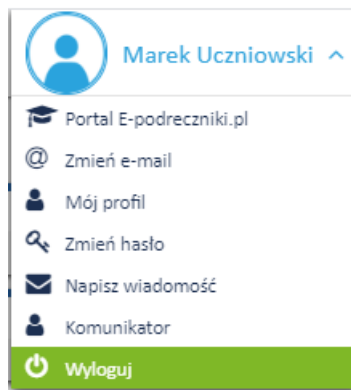 Marek Uczniowski
Portal E-podreczniki.pl
Zmień e-mail
Mój profil
Zmień hasło
Napisz wiadomość
Komunikator
Wyloguj